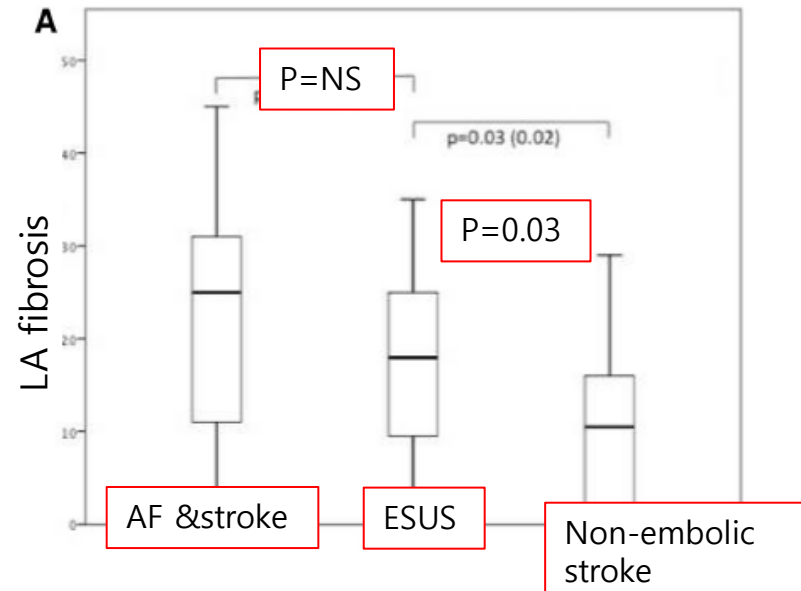 A
50
P=NS
p=0.03 (0.02)
40
P=0.03
30
LA fibrosis
20
10
0
AF &stroke
ESUS
Non-embolic
stroke